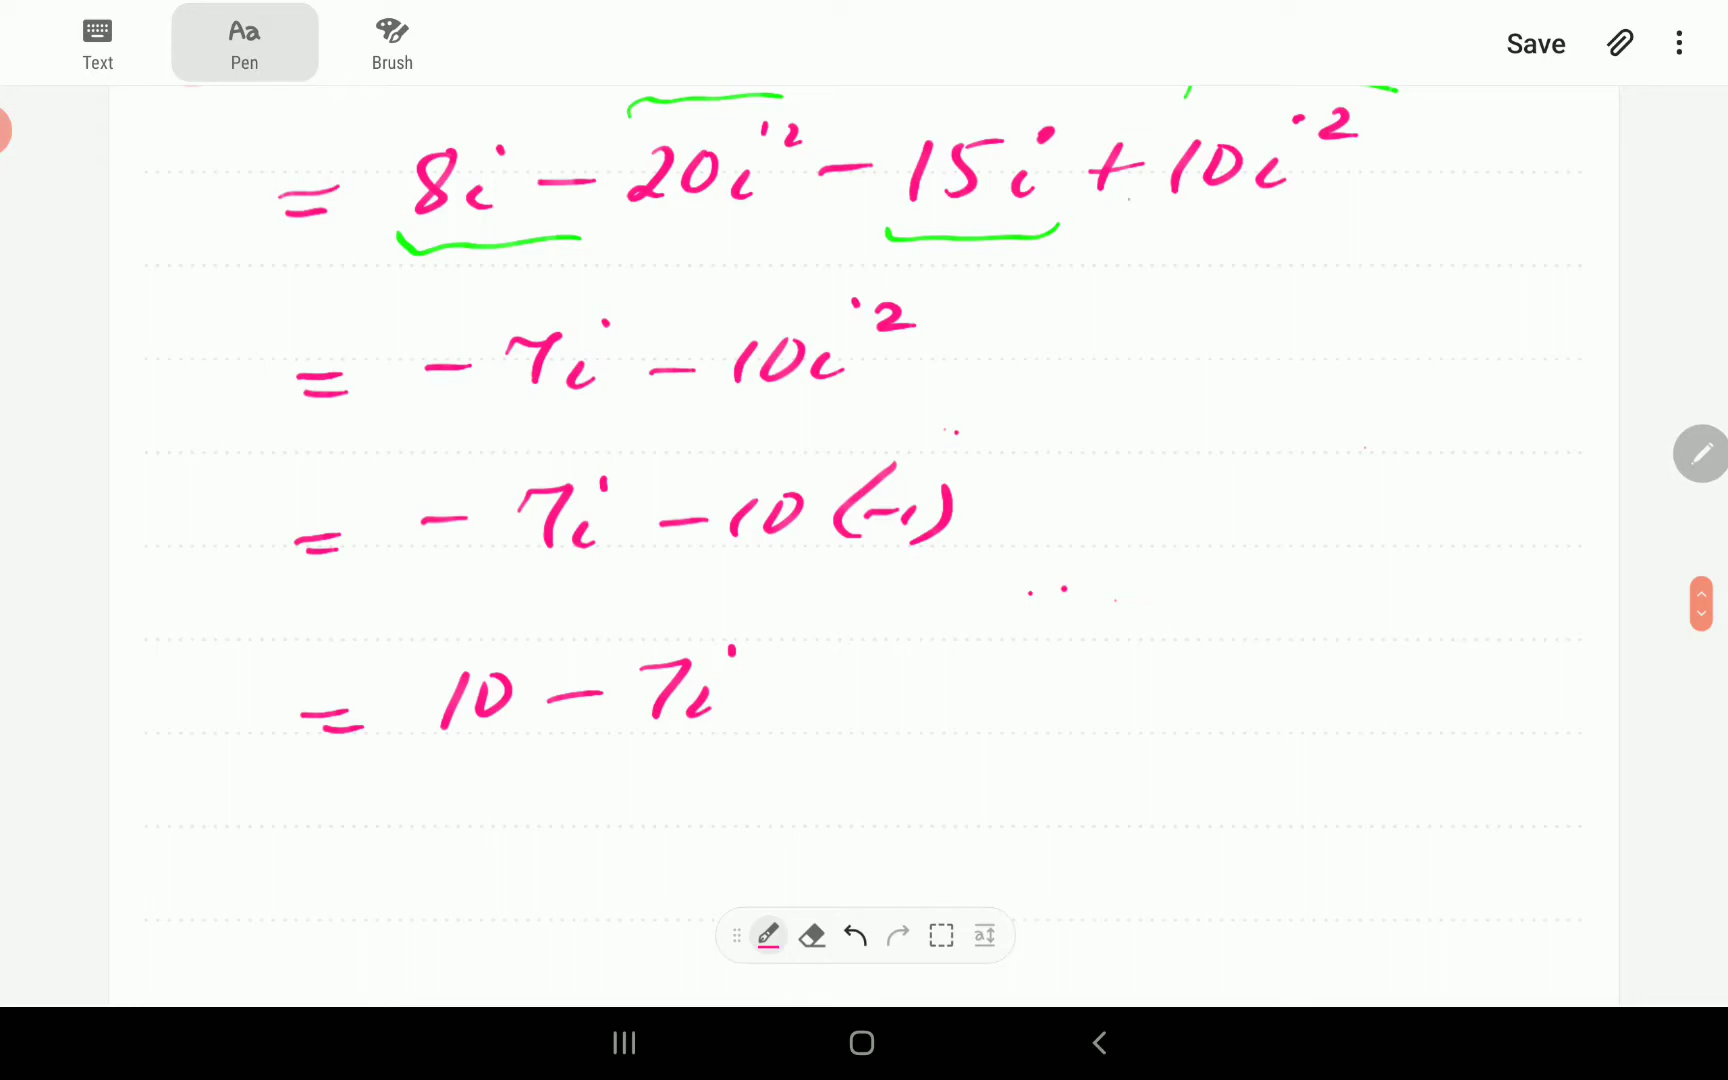 Text Pen Brush Save
= 8i - 20i² - 15i + 10i²
= - 7i - 10i²
= - 7i - 10 (-1)
= 10 - 7i
a